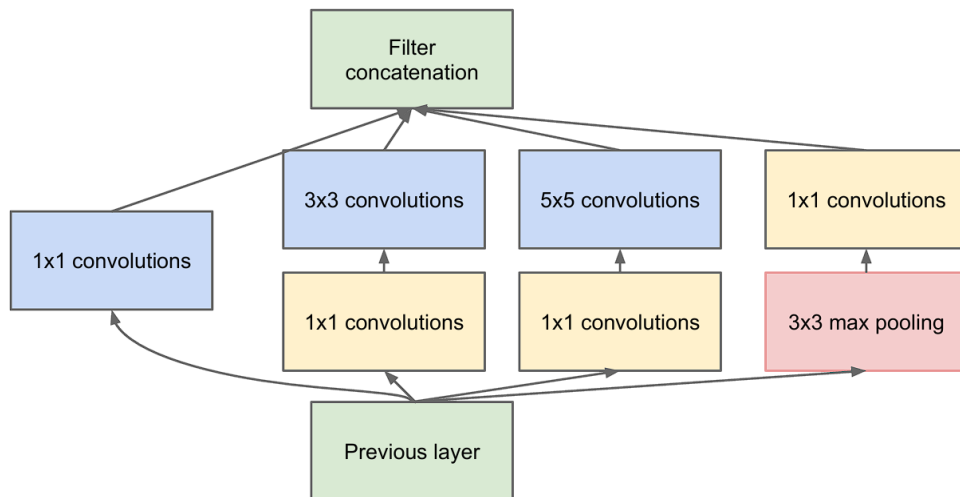 Filter
concatenation
3x3 convolutions
5x5 convolutions
1x1 convolutions
1x1 convolutions
1x1 convolutions
1x1 convolutions
3x3 max pooling
Previous layer